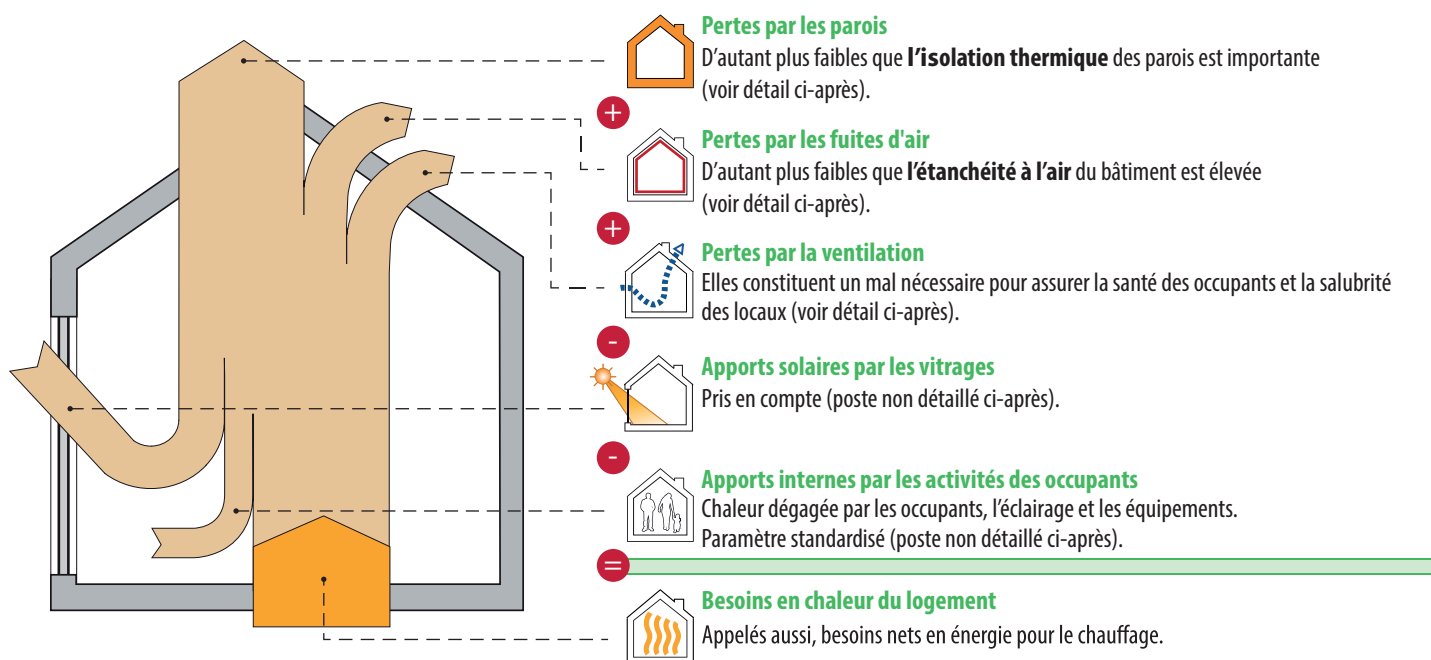 Pertes par les parois
D'autant plus faibles que l'isolation thermique des parois est importante
(voir détail ci-après).
+
Pertes par les fuites d'air
D'autant plus faibles que l'étanchéité à l'air du bâtiment est élevée
(voir détail ci-après).
+
Pertes par la ventilation
Elles constituent un mal nécessaire pour assurer la santé des occupants et la salubrité
des locaux (voir détail ci-après).
-
Apports solaires par les vitrages
Pris en compte (poste non détaillé ci-après).
-
Apports internes par les activités des occupants
Chaleur dégagée par les occupants, l'éclairage et les équipements.
Paramètre standardisé (poste non détaillé ci-après).
=
Besoins en chaleur du logement
Appelés aussi, besoins nets en énergie pour le chauffage.